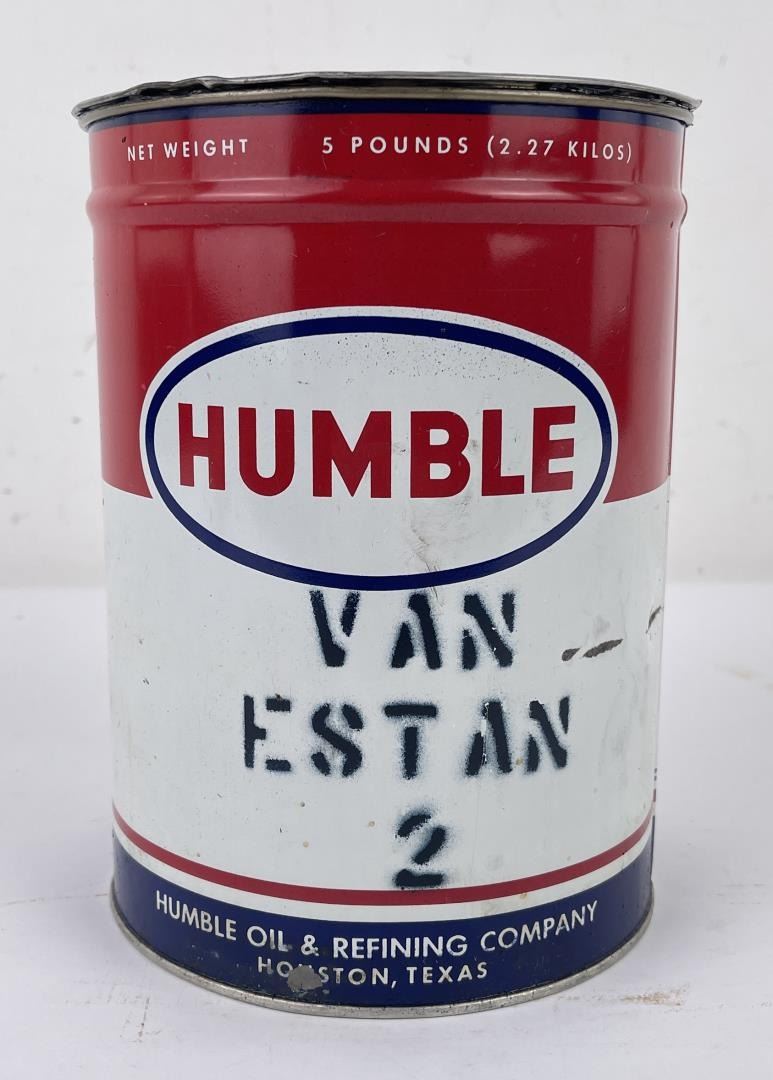 NET WEIGHT 5 POUNDS (2.27 KILOS)
HUMBLE
VAN
ESTAN
2
HUMBLE OIL & REFINING COMPANY
HOUSTON, TEXAS